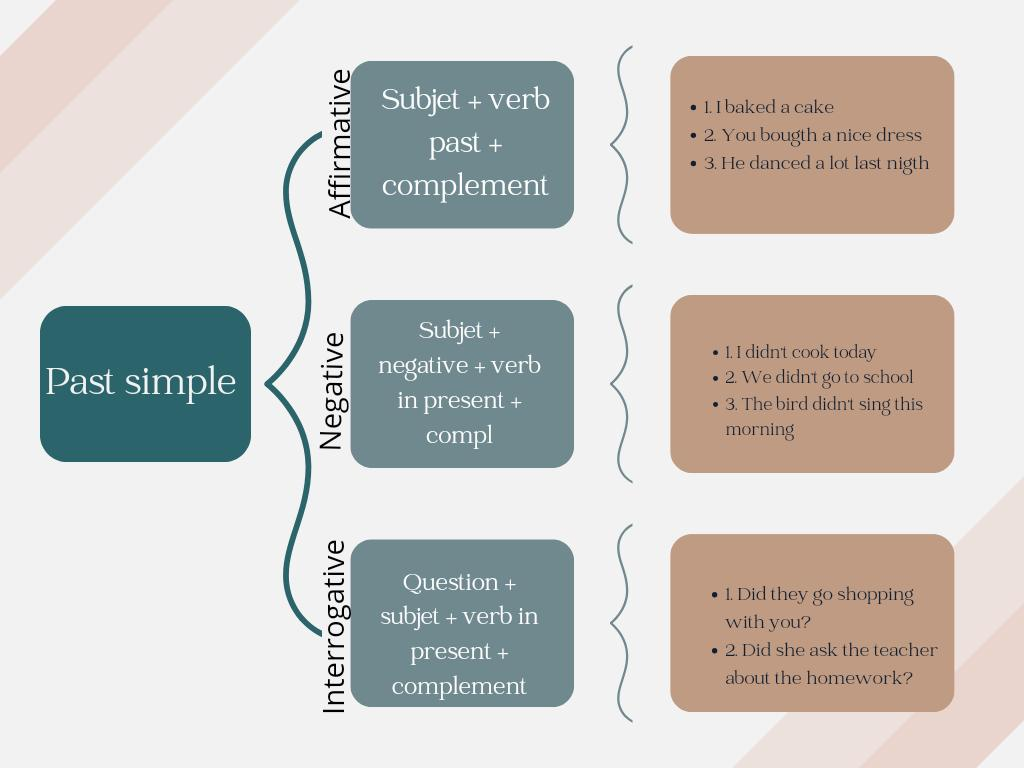 Past simple
Affirmative
Subjet + verb
past +
complement
• 1. I baked a cake
• 2. You bougth a nice dress
• 3. He danced a lot last nigth
Negative
Subjet +
negative + verb
in present +
compl
• 1. I didn't cook today
• 2. We didn't go to school
• 3. The bird didn't sing this
morning
Interrogative
Question +
subjet + verb in
present +
complement
• 1. Did they go shopping
with you?
• 2. Did she ask the teacher
about the homework?